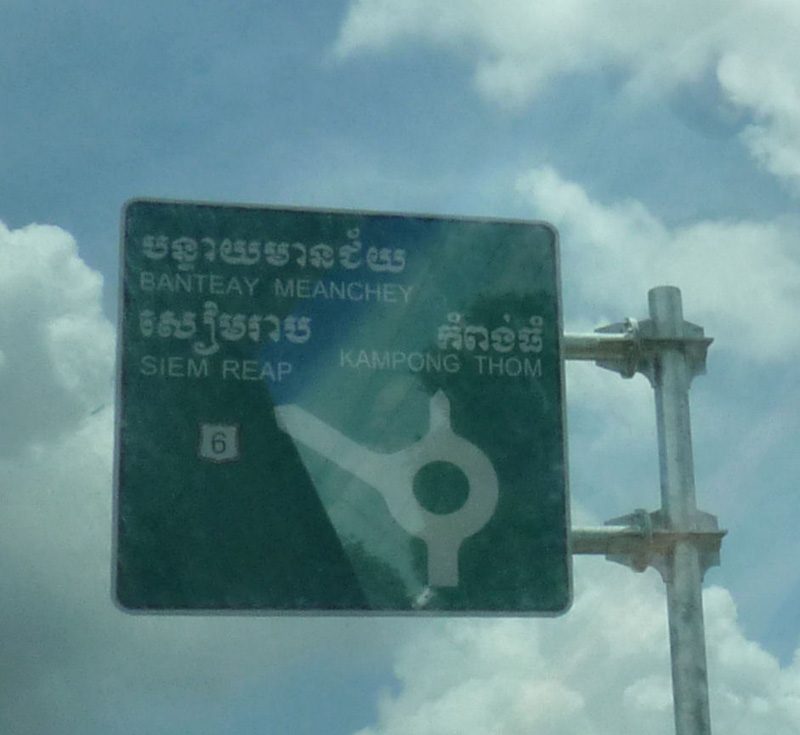 បន្ទាយមានជ័យ
BANTEAY MEANCHEY
សៀមរាប
SIEM REAP
កំពង់ធំ
KAMPONG THOM
6